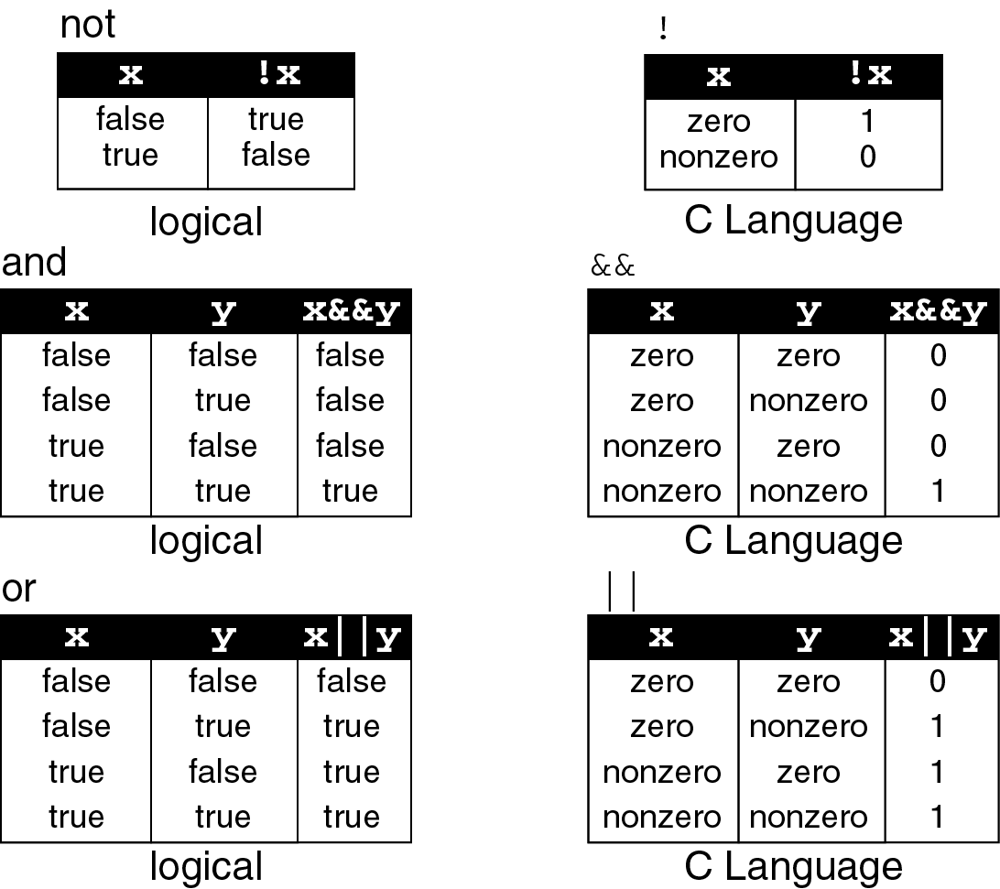 not
x !x
false true
true false
logical
!
x !x
zero 1
nonzero 0
C Language
and
x y x&&y
false false false
false true false
true false false
true true true
logical
&&
x y x&&y
zero zero 0
zero nonzero 0
nonzero zero 0
nonzero nonzero 1
C Language
or
x y x||y
false false false
false true true
true false true
true true true
logical
||
x y x||y
zero zero 0
zero nonzero 1
nonzero zero 1
nonzero nonzero 1
C Language